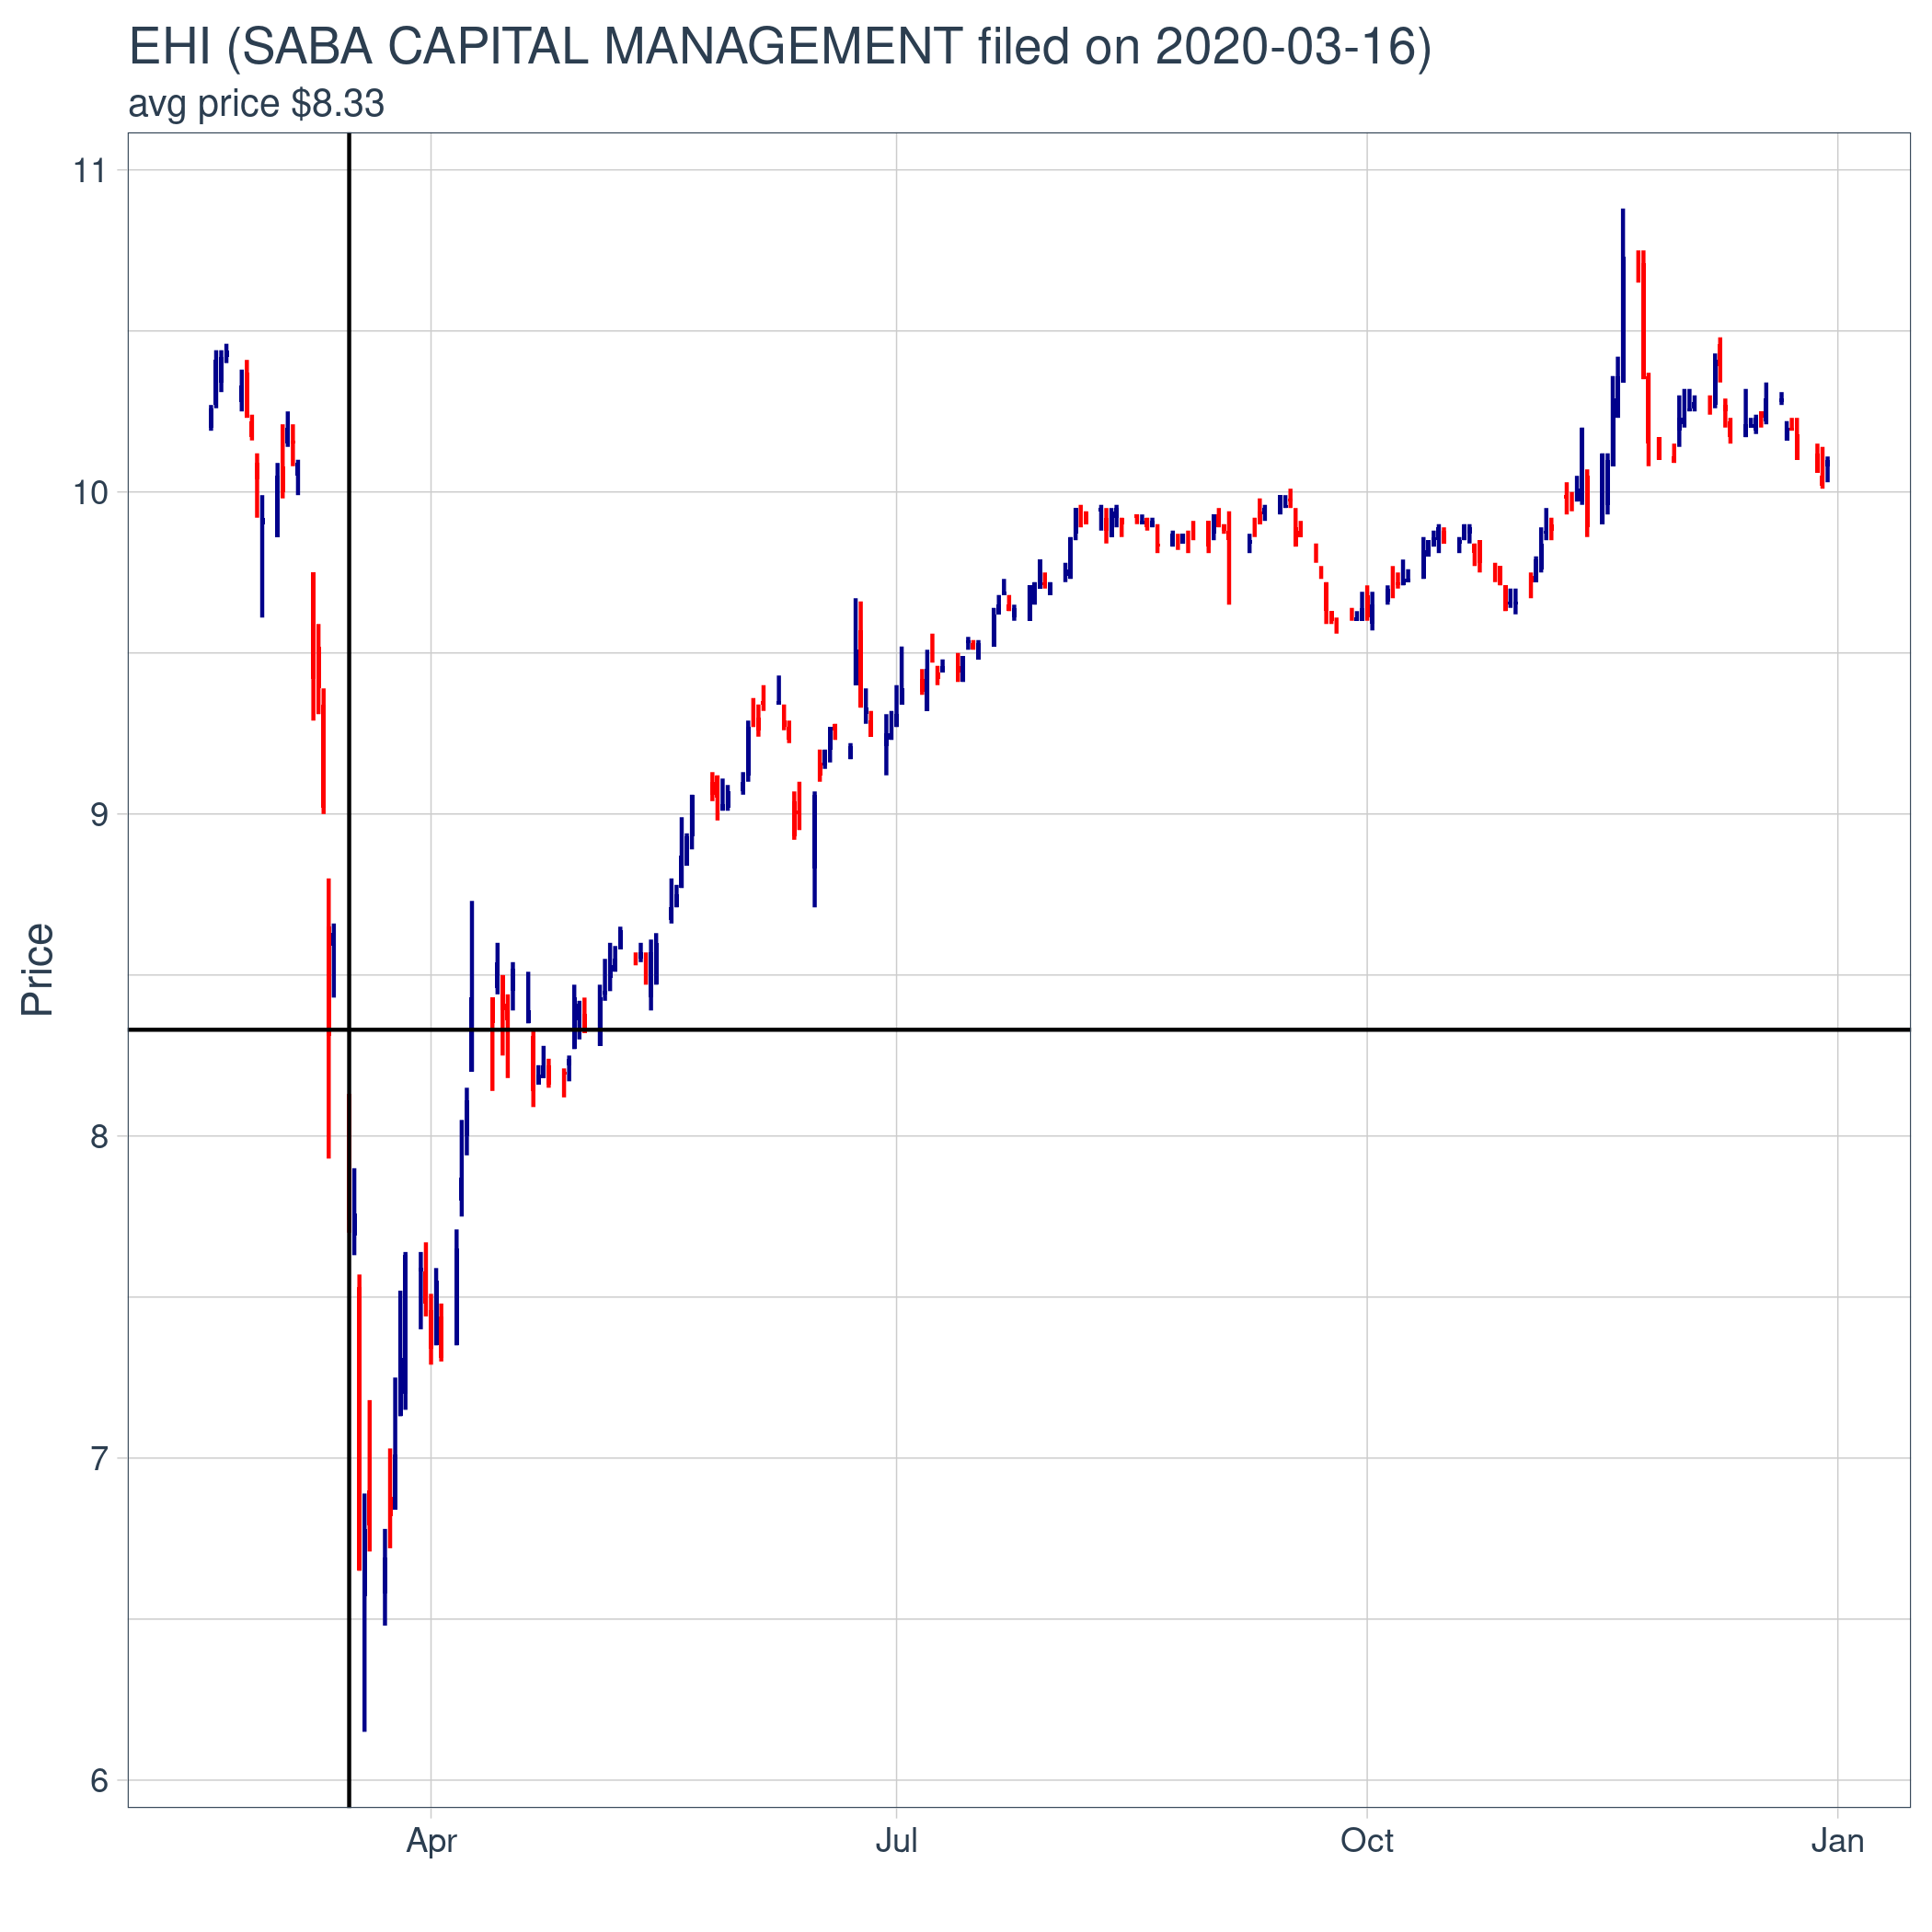 EHI (SABA CAPITAL MANAGEMENT filed on 2020-03-16)
avg price $8.33
11
10
9
8
7
6
Price
Apr Jul Oct Jan